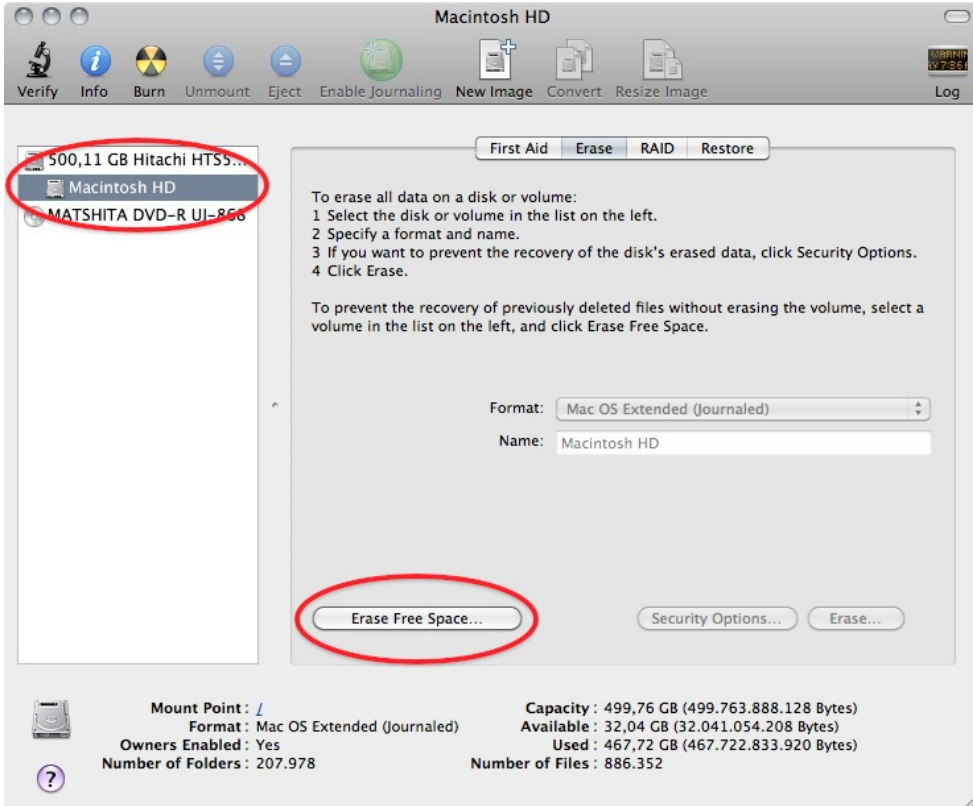 Macintosh HD
Verify Info Burn Unmount Eject Enable Journaling New Image Convert Resize Image Log
500,11 GB Hitachi HTS5...
Macintosh HD
MATSHITA DVD-R UJ-868
First Aid Erase RAID Restore
To erase all data on a disk or volume:
1 Select the disk or volume in the list on the left.
2 Specify a format and name.
3 If you want to prevent the recovery of the disk's erased data, click Security Options.
4 Click Erase.
To prevent the recovery of previously deleted files without erasing the volume, select a
volume in the list on the left, and click Erase Free Space.
Format: Mac OS Extended (Journaled)
Name: Macintosh HD
Erase Free Space... Security Options... Erase...
Mount Point : / Capacity : 499,76 GB (499.763.888.128 Bytes)
Format : Mac OS Extended (Journaled) Available : 32,04 GB (32.041.054.208 Bytes)
Owners Enabled : Yes Used : 467,72 GB (467.722.833.920 Bytes)
Number of Folders : 207.978 Number of Files : 886.352
?